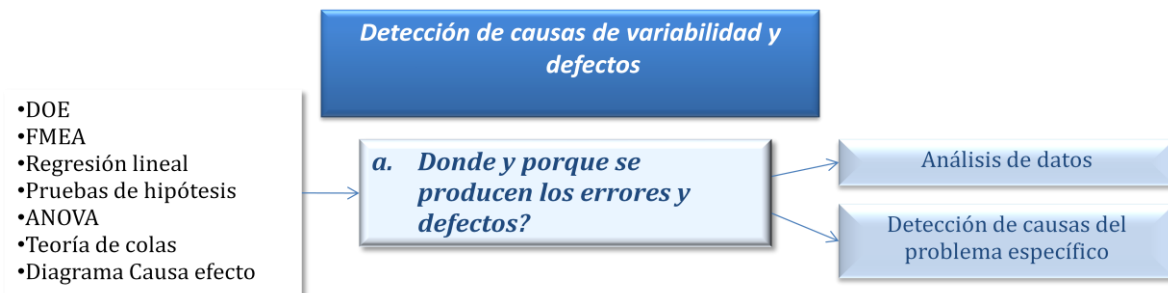 Detección de causas de variabilidad y
defectos
•DOE
•FMEA
•Regresión lineal
•Pruebas de hipótesis
•ANOVA
•Teoría de colas
•Diagrama Causa efecto
a. Donde y porque se
producen los errores y
defectos?
Análisis de datos
Detección de causas del
problema específico